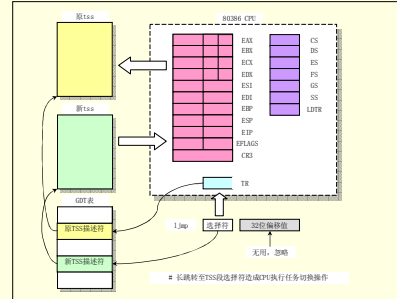 原tss
80386 CPU
EAX
EBX
ECX
EDX
ESI
EDI
EBP
ESP
EIP
EFLAGS
CR3
CS
DS
ES
FS
GS
SS
LDTR
新tss
TR
GDT表
原TSS描述符
新TSS描述符
ljmp 选择符 32位偏移值
无用，忽略
# 长跳转至TSS段选择符造成CPU执行任务切换操作